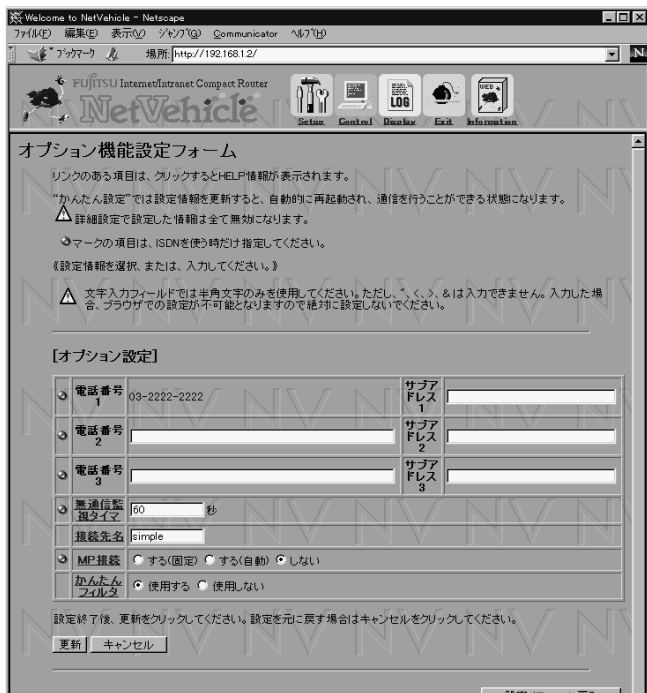 Welcome to NetVehicle - Netscape
ファイル(F) 編集(E) 表示(V) ジャンプ(G) Communicator ヘルプ(H)
ブックマーク 場所: http://192.168.1.2/
FUJITSU Internet/Intranet Compact Router
NetVehicle
LOG
WEB
Setup Control Display Exit Information
オプション機能設定フォーム
リンクのある項目は、クリックするとHELP情報が表示されます。
“かんたん設定”では設定情報を更新すると、自動的に再起動され、通信を行うことができる状態になります。
詳細設定で設定した情報は全て無効になります。
マークの項目は、ISDNを使う時だけ指定してください。
《設定情報を選択、または、入力してください。》
文字入力フィールドでは半角文字のみを使用してください。ただし、"、<、>、&は入力できません。入力した場
合、ブラウザでの設定が不可能となりますので絶対に設定しないでください。
[オプション設定]
電話番号1 03-2222-2222 サブアドレス1
電話番号2 サブアドレス2
電話番号3 サブアドレス3
無通信監視タイマ 60 秒
接続先名 simple
MP接続 する(固定) する(自動) しない
かんたんフィルタ 使用する 使用しない
設定終了後、更新をクリックしてください。設定を元に戻す場合はキャンセルをクリックしてください。
更新 キャンセル